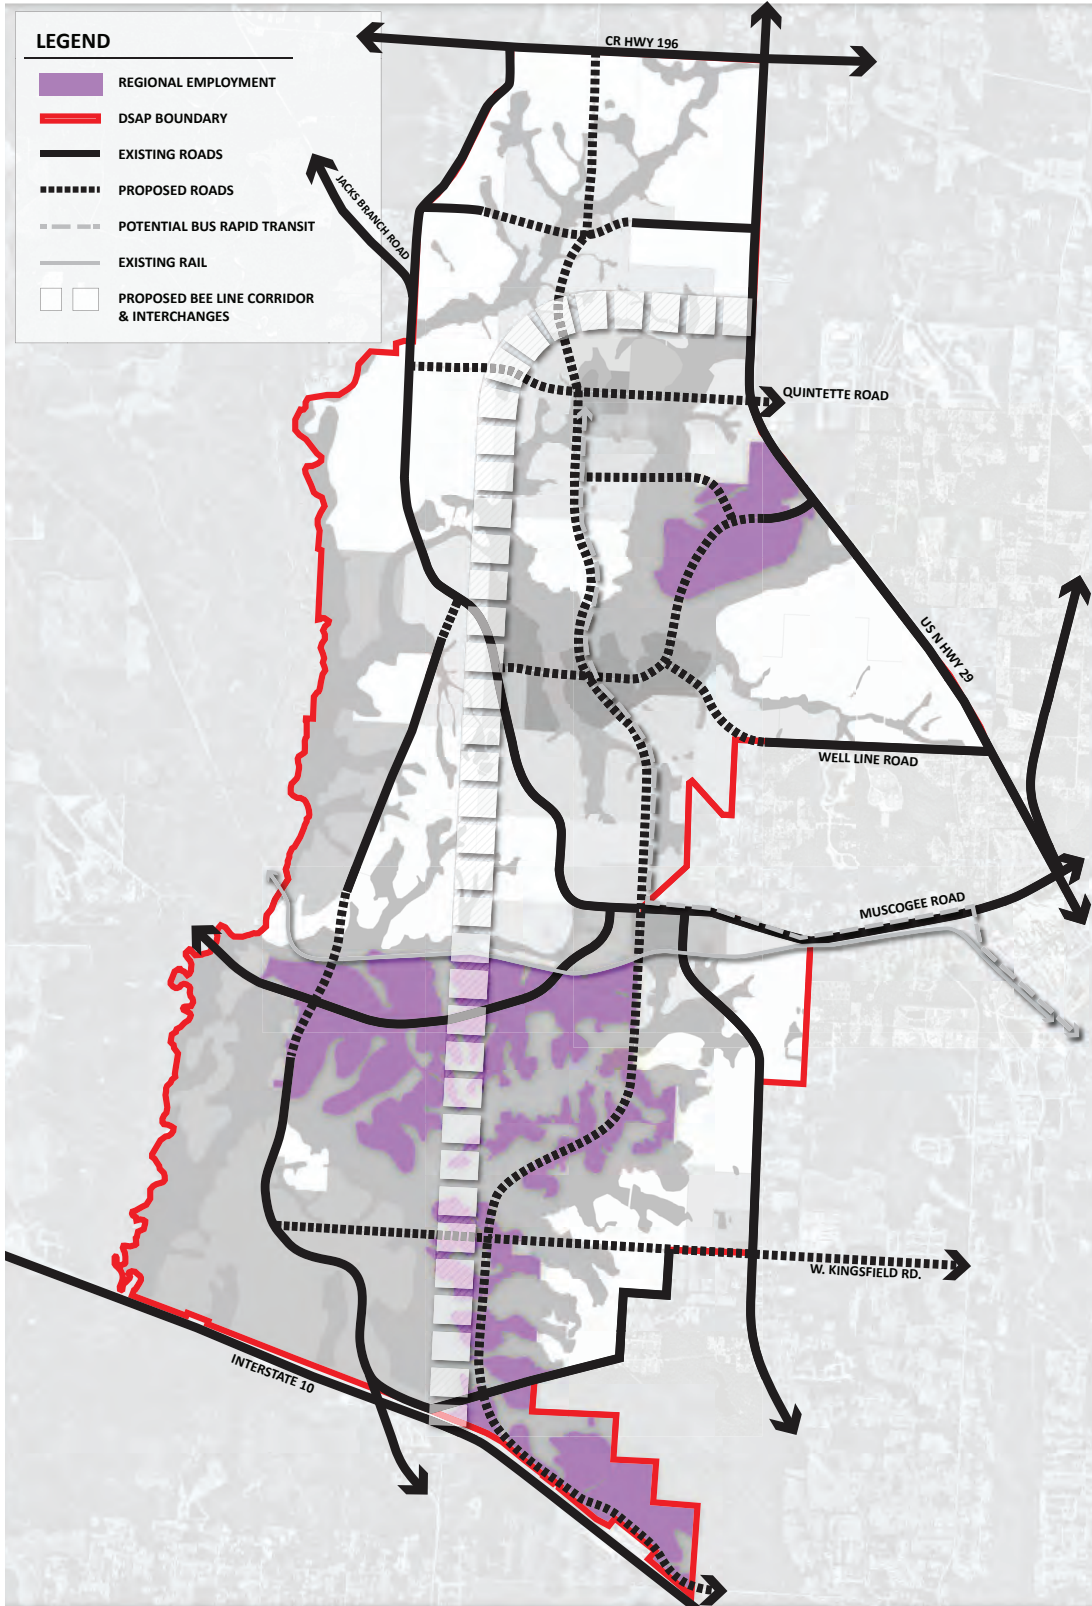 LEGEND
REGIONAL EMPLOYMENT
DSAP BOUNDARY
EXISTING ROADS
PROPOSED ROADS
POTENTIAL BUS RAPID TRANSIT
EXISTING RAIL
PROPOSED BEE LINE CORRIDOR
& INTERCHANGES
CR HWY 196
JACKS BRANCH ROAD
QUINTETTE ROAD
US N HWY 29
WELL LINE ROAD
MUSCOGEE ROAD
W. KINGSFIELD RD.
INTERSTATE 10